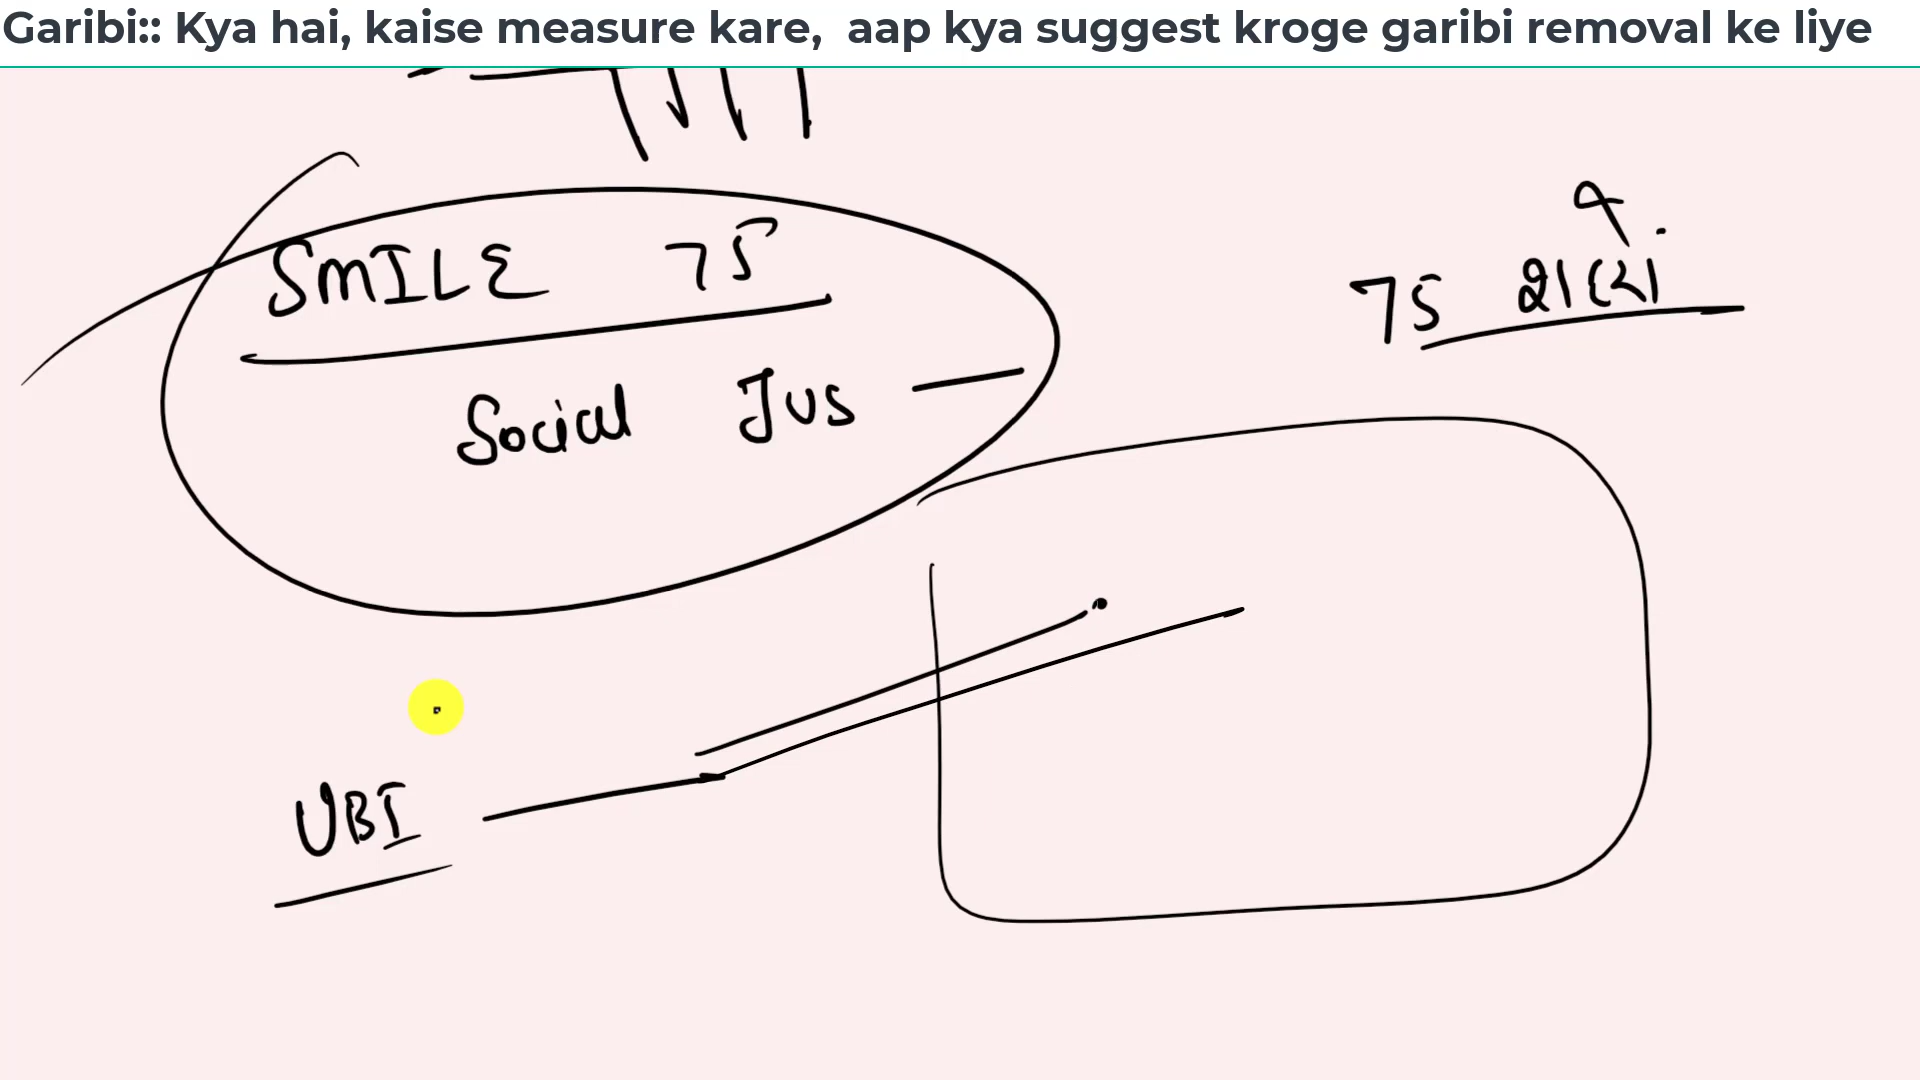 Garibi:: Kya hai, kaise measure kare, aap kya suggest kroge garibi removal ke liye
SMILE 75
75 शहरो
Social Jus
UBI